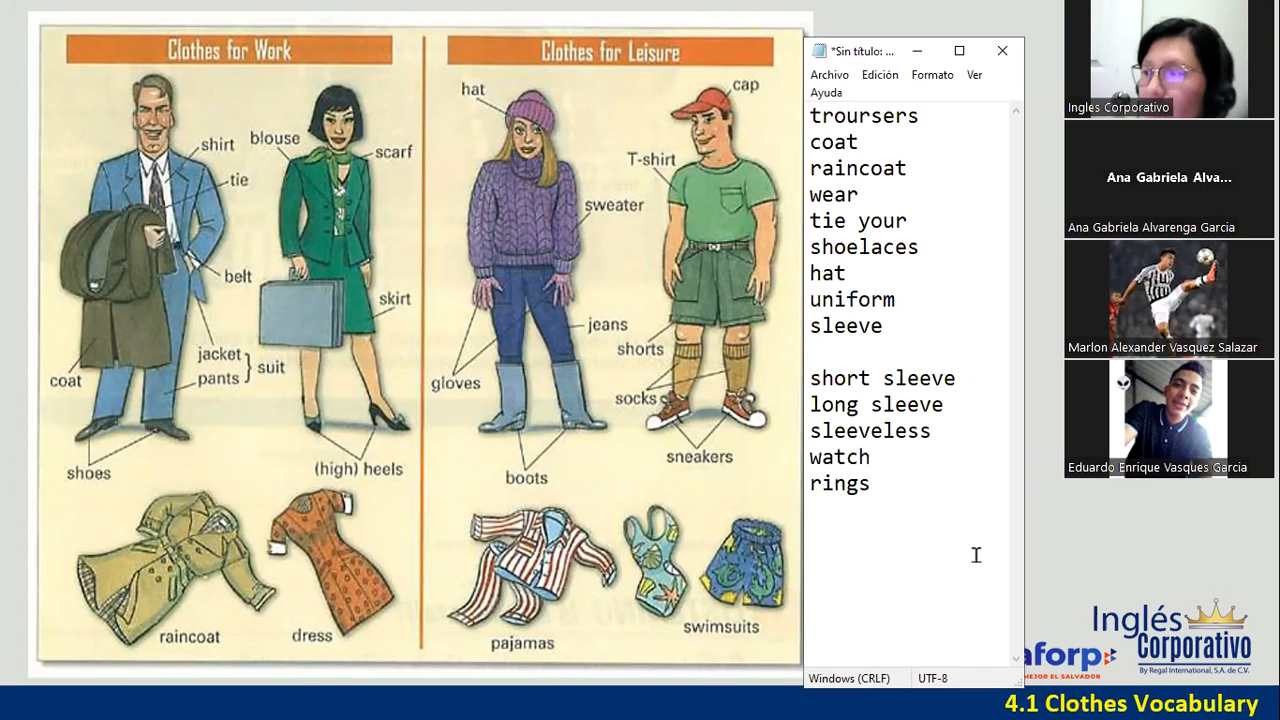 Clothes for Work
Clothes for Leisure
shirt
blouse
scarf
tie
belt
skirt
jacket
pants
suit
coat
shoes
(high) heels
raincoat
dress
hat
cap
T-shirt
sweater
jeans
shorts
gloves
socks
sneakers
boots
pajamas
swimsuits
*Sin título: ...
Archivo Edición Formato Ver
Ayuda
troursers
coat
raincoat
wear
tie your
shoelaces
hat
uniform
sleeve
short sleeve
long sleeve
sleeveless
watch
rings
Windows (CRLF) UTF-8
Ingles Corporativo
Ana Gabriela Alva...
Ana Gabriela Alvarenga Garcia
Marlon Alexander Vasquez Salazar
Eduardo Enrique Vasques Garcia
Inglés
Corporativo
By Regal International, S.A. de C.V.
aforp
MEJOR EL SALVADOR
4.1 Clothes Vocabulary